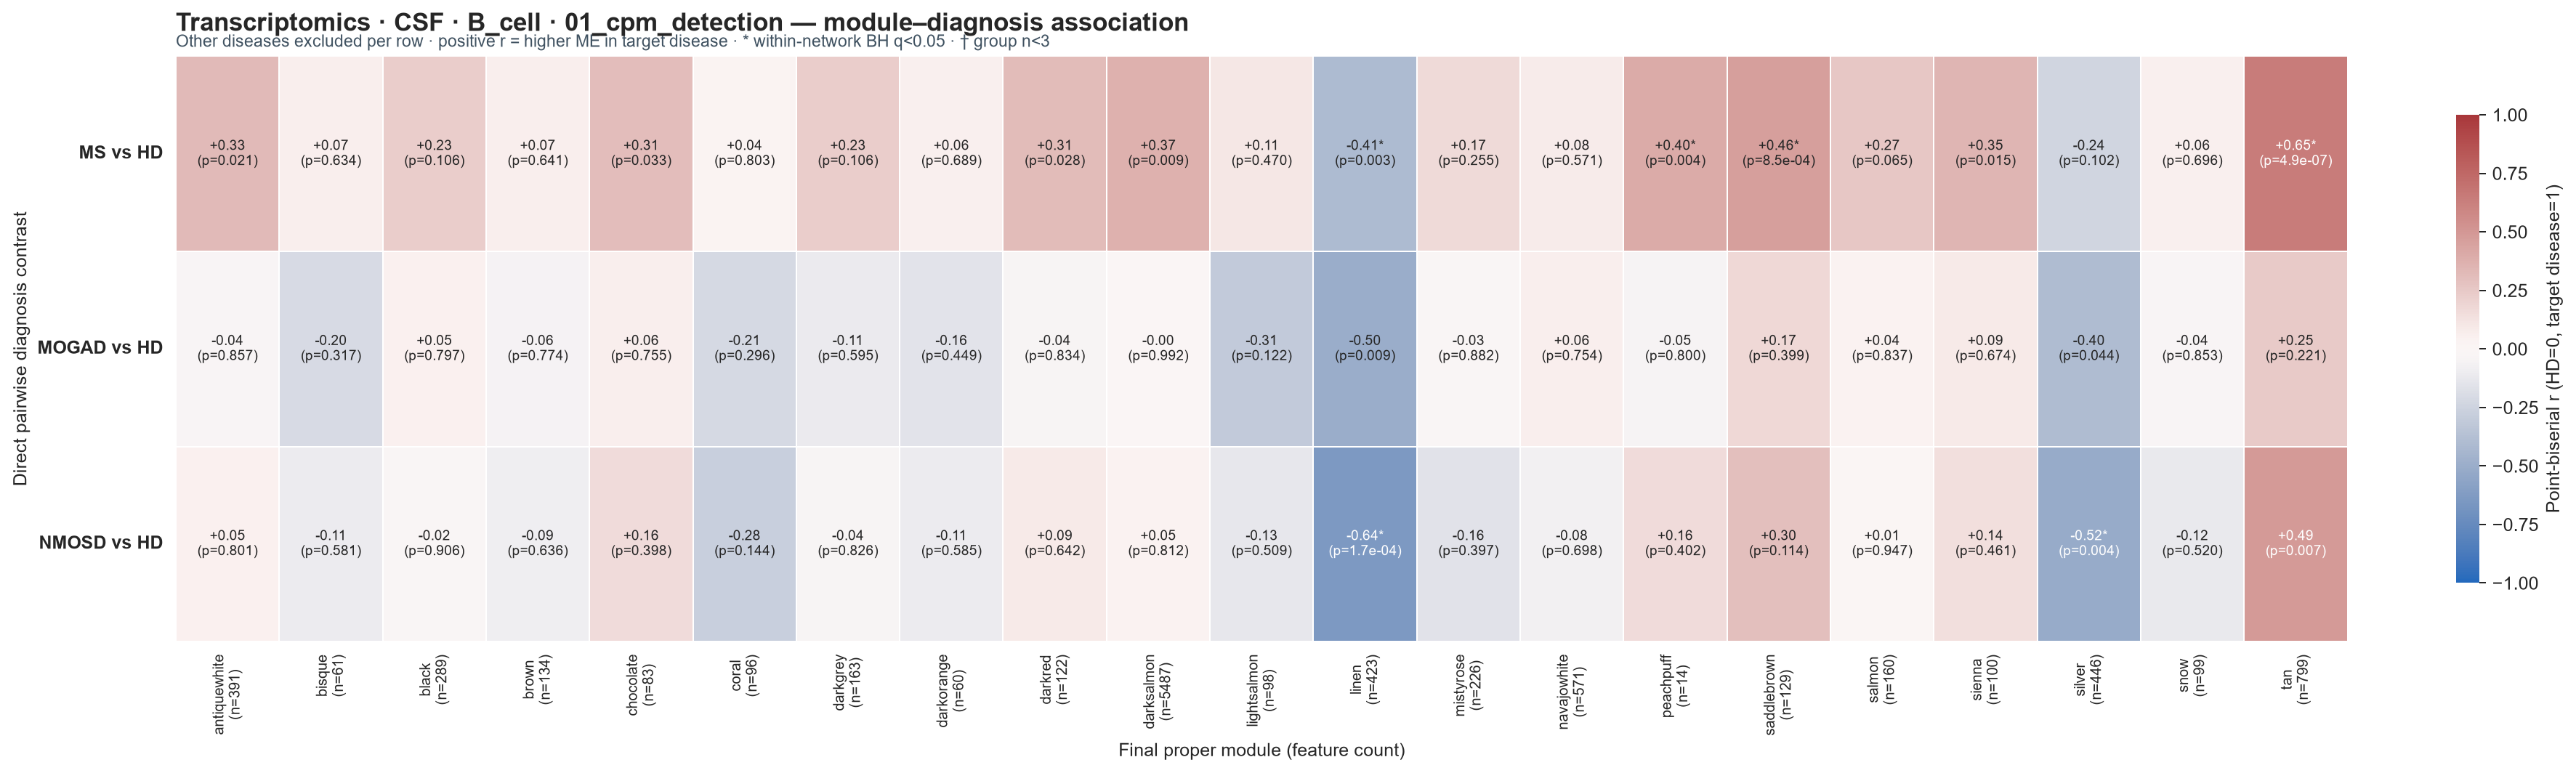 Transcriptomics · CSF · B_cell · 01_cpm_detection — module–diagnosis association
Other diseases excluded per row · positive r = higher ME in target disease · * within-network BH q<0.05 · † group n<3
Direct pairwise diagnosis contrast
MS vs HD
+0.33 +0.07 +0.23 +0.07 +0.31 +0.04 +0.23 +0.06 +0.31 +0.37 +0.11 -0.41* +0.17 +0.08 +0.40* +0.46* +0.27 +0.35 -0.24 +0.06 +0.65*
(p=0.021) (p=0.634) (p=0.106) (p=0.641) (p=0.033) (p=0.803) (p=0.106) (p=0.689) (p=0.028) (p=0.009) (p=0.470) (p=0.003) (p=0.255) (p=0.571) (p=0.004) (p=8.5e-04) (p=0.065) (p=0.015) (p=0.102) (p=0.696) (p=4.9e-07)
MOGAD vs HD
-0.04 -0.20 +0.05 -0.06 +0.06 -0.21 -0.11 -0.16 -0.04 -0.00 -0.31 -0.50 -0.03 +0.06 -0.05 +0.17 +0.04 +0.09 -0.40 -0.04 +0.25
(p=0.857) (p=0.317) (p=0.797) (p=0.774) (p=0.755) (p=0.296) (p=0.595) (p=0.449) (p=0.834) (p=0.992) (p=0.122) (p=0.009) (p=0.882) (p=0.754) (p=0.800) (p=0.399) (p=0.837) (p=0.674) (p=0.044) (p=0.853) (p=0.221)
NMOSD vs HD
+0.05 -0.11 -0.02 -0.09 +0.16 -0.28 -0.04 -0.11 +0.09 +0.05 -0.13 -0.64* -0.16 -0.08 +0.16 +0.30 +0.01 +0.14 -0.52* -0.12 +0.49
(p=0.801) (p=0.581) (p=0.906) (p=0.636) (p=0.398) (p=0.144) (p=0.826) (p=0.585) (p=0.642) (p=0.812) (p=0.509) (p=1.7e-04) (p=0.397) (p=0.698) (p=0.402) (p=0.114) (p=0.947) (p=0.461) (p=0.004) (p=0.520) (p=0.007)
antiquewhite
(n=391)
bisque
(n=61)
black
(n=289)
brown
(n=134)
chocolate
(n=83)
coral
(n=96)
darkgrey
(n=163)
darkorange
(n=60)
darkred
(n=122)
darksalmon
(n=5487)
lightsalmon
(n=98)
linen
(n=423)
mistyrose
(n=226)
navajowhite
(n=571)
peachpuff
(n=14)
saddlebrown
(n=129)
salmon
(n=160)
sienna
(n=100)
silver
(n=446)
snow
(n=99)
tan
(n=799)
Final proper module (feature count)
1.00
0.75
0.50
0.25
0.00
−0.25
−0.50
−0.75
−1.00
Point-biserial r (HD=0, target disease=1)